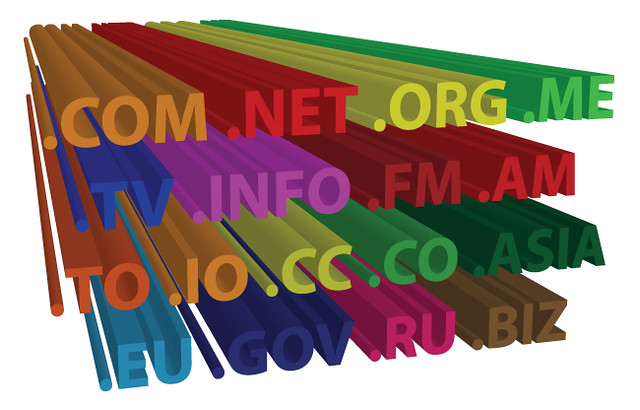 .COM .NET .ORG .ME
.TV .INFO .FM .AM
.TO .IO .CC .CO .ASIA
.EU .GOV .RU .BIZ